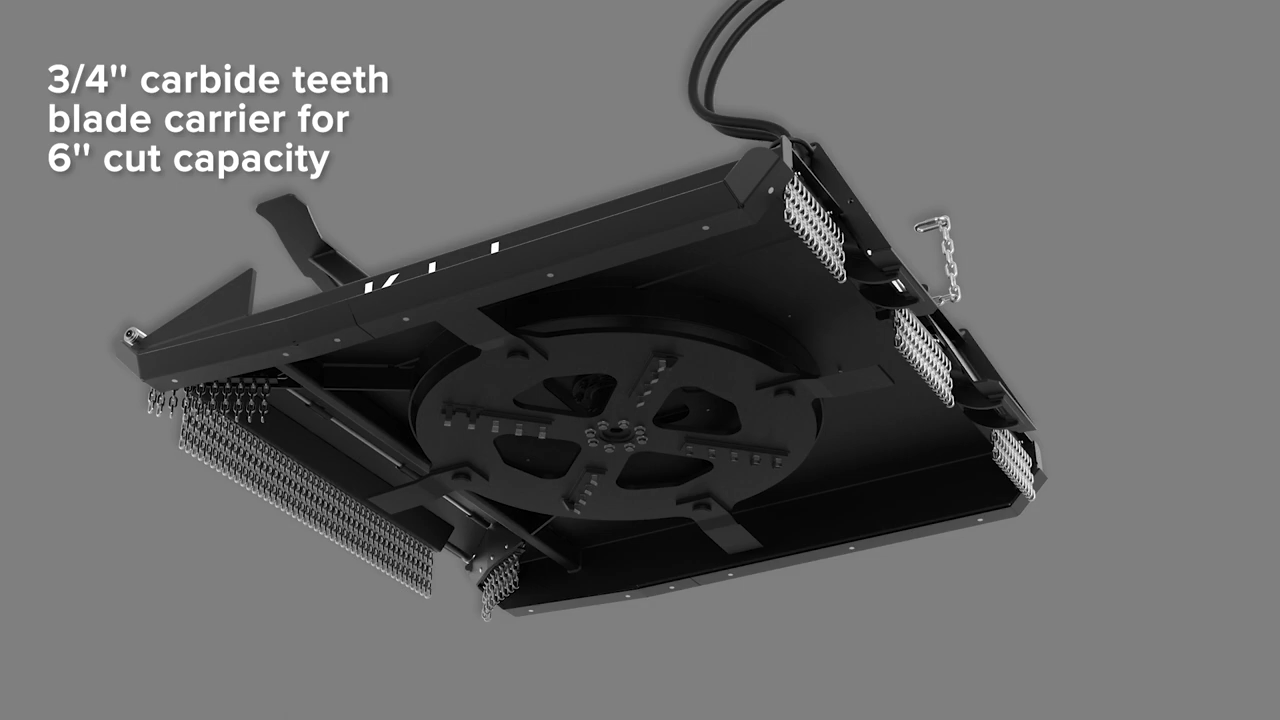 3/4" carbide teeth
blade carrier for
6" cut capacity